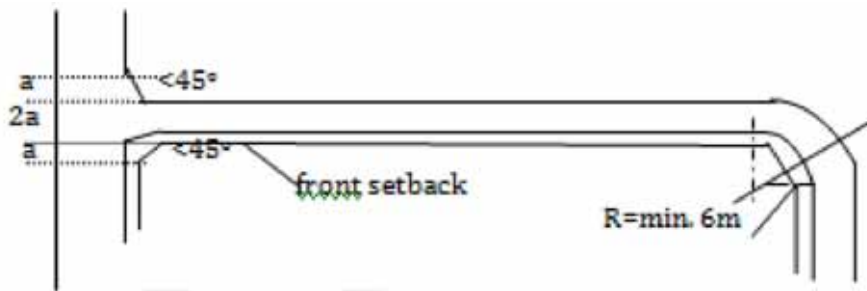 a <45°
2a
a <45°
front setback
R=min. 6m